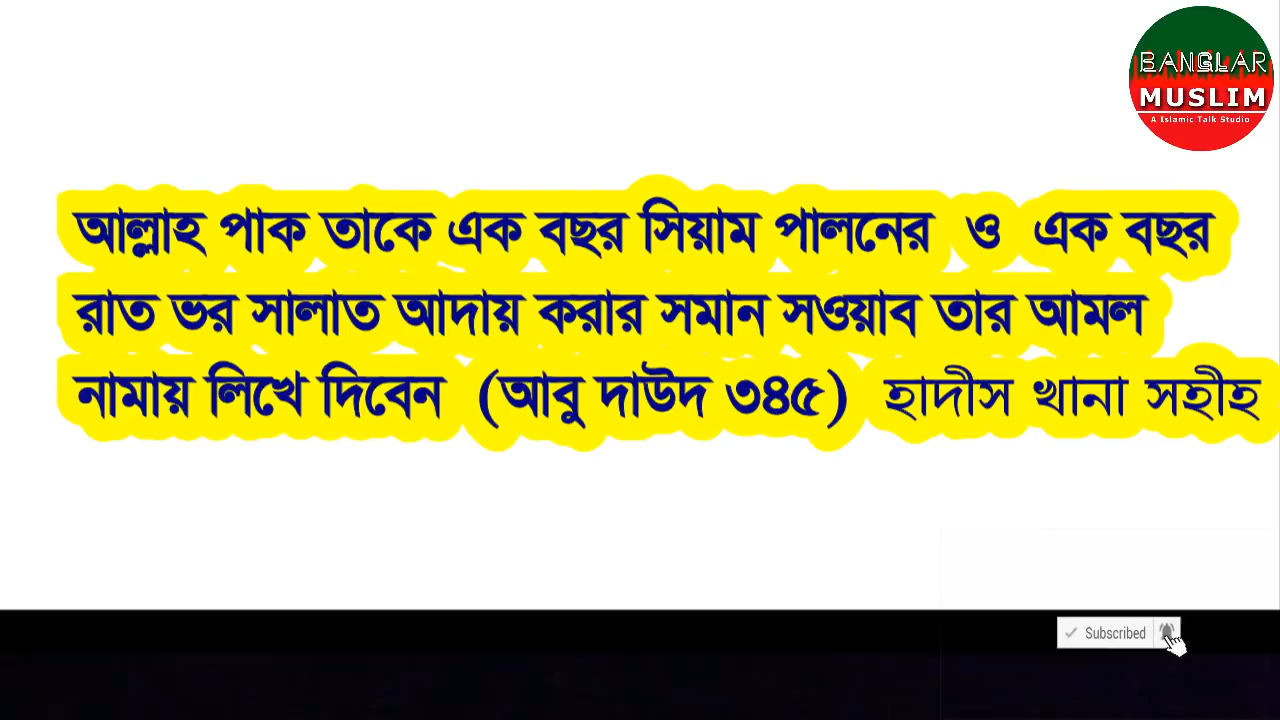 BANGLAR
MUSLIM
A Islamic Talk Studio
আল্লাহ পাক তাকে এক বছর সিয়াম পালনের ও এক বছর
রাত ভর সালাত আদায় করার সমান সওয়াব তার আমল
নামায় লিখে দিবেন (আবু দাউদ ৩৪৫) হাদীস খানা সহীহ
Subscribed